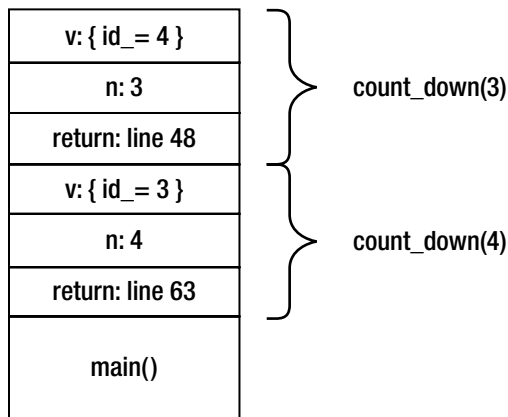 v: { id_= 4 }
n: 3
return: line 48
count_down(3)
v: { id_= 3 }
n: 4
return: line 63
count_down(4)
main()